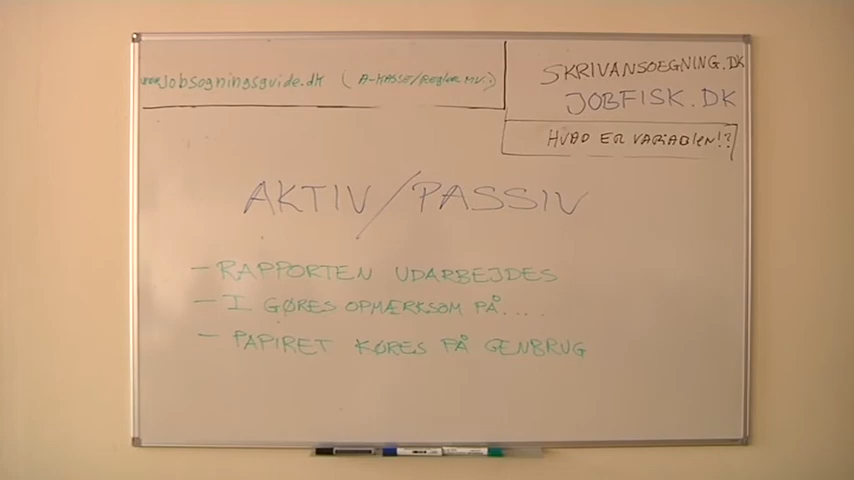 www.Jobsogningsguide.dk (A-KASSE/Regler MV.)
SKRIVANSOEGNING.DK
JOBFISK.DK
HVAD ER VARIABlEN!?
AKTIV/PASSIV
- RAPPORTEN UDARBEJDES
- I GØRES OPMÆRKSOM PÅ....
- PAPIRET KØRES PÅ GENBRUG